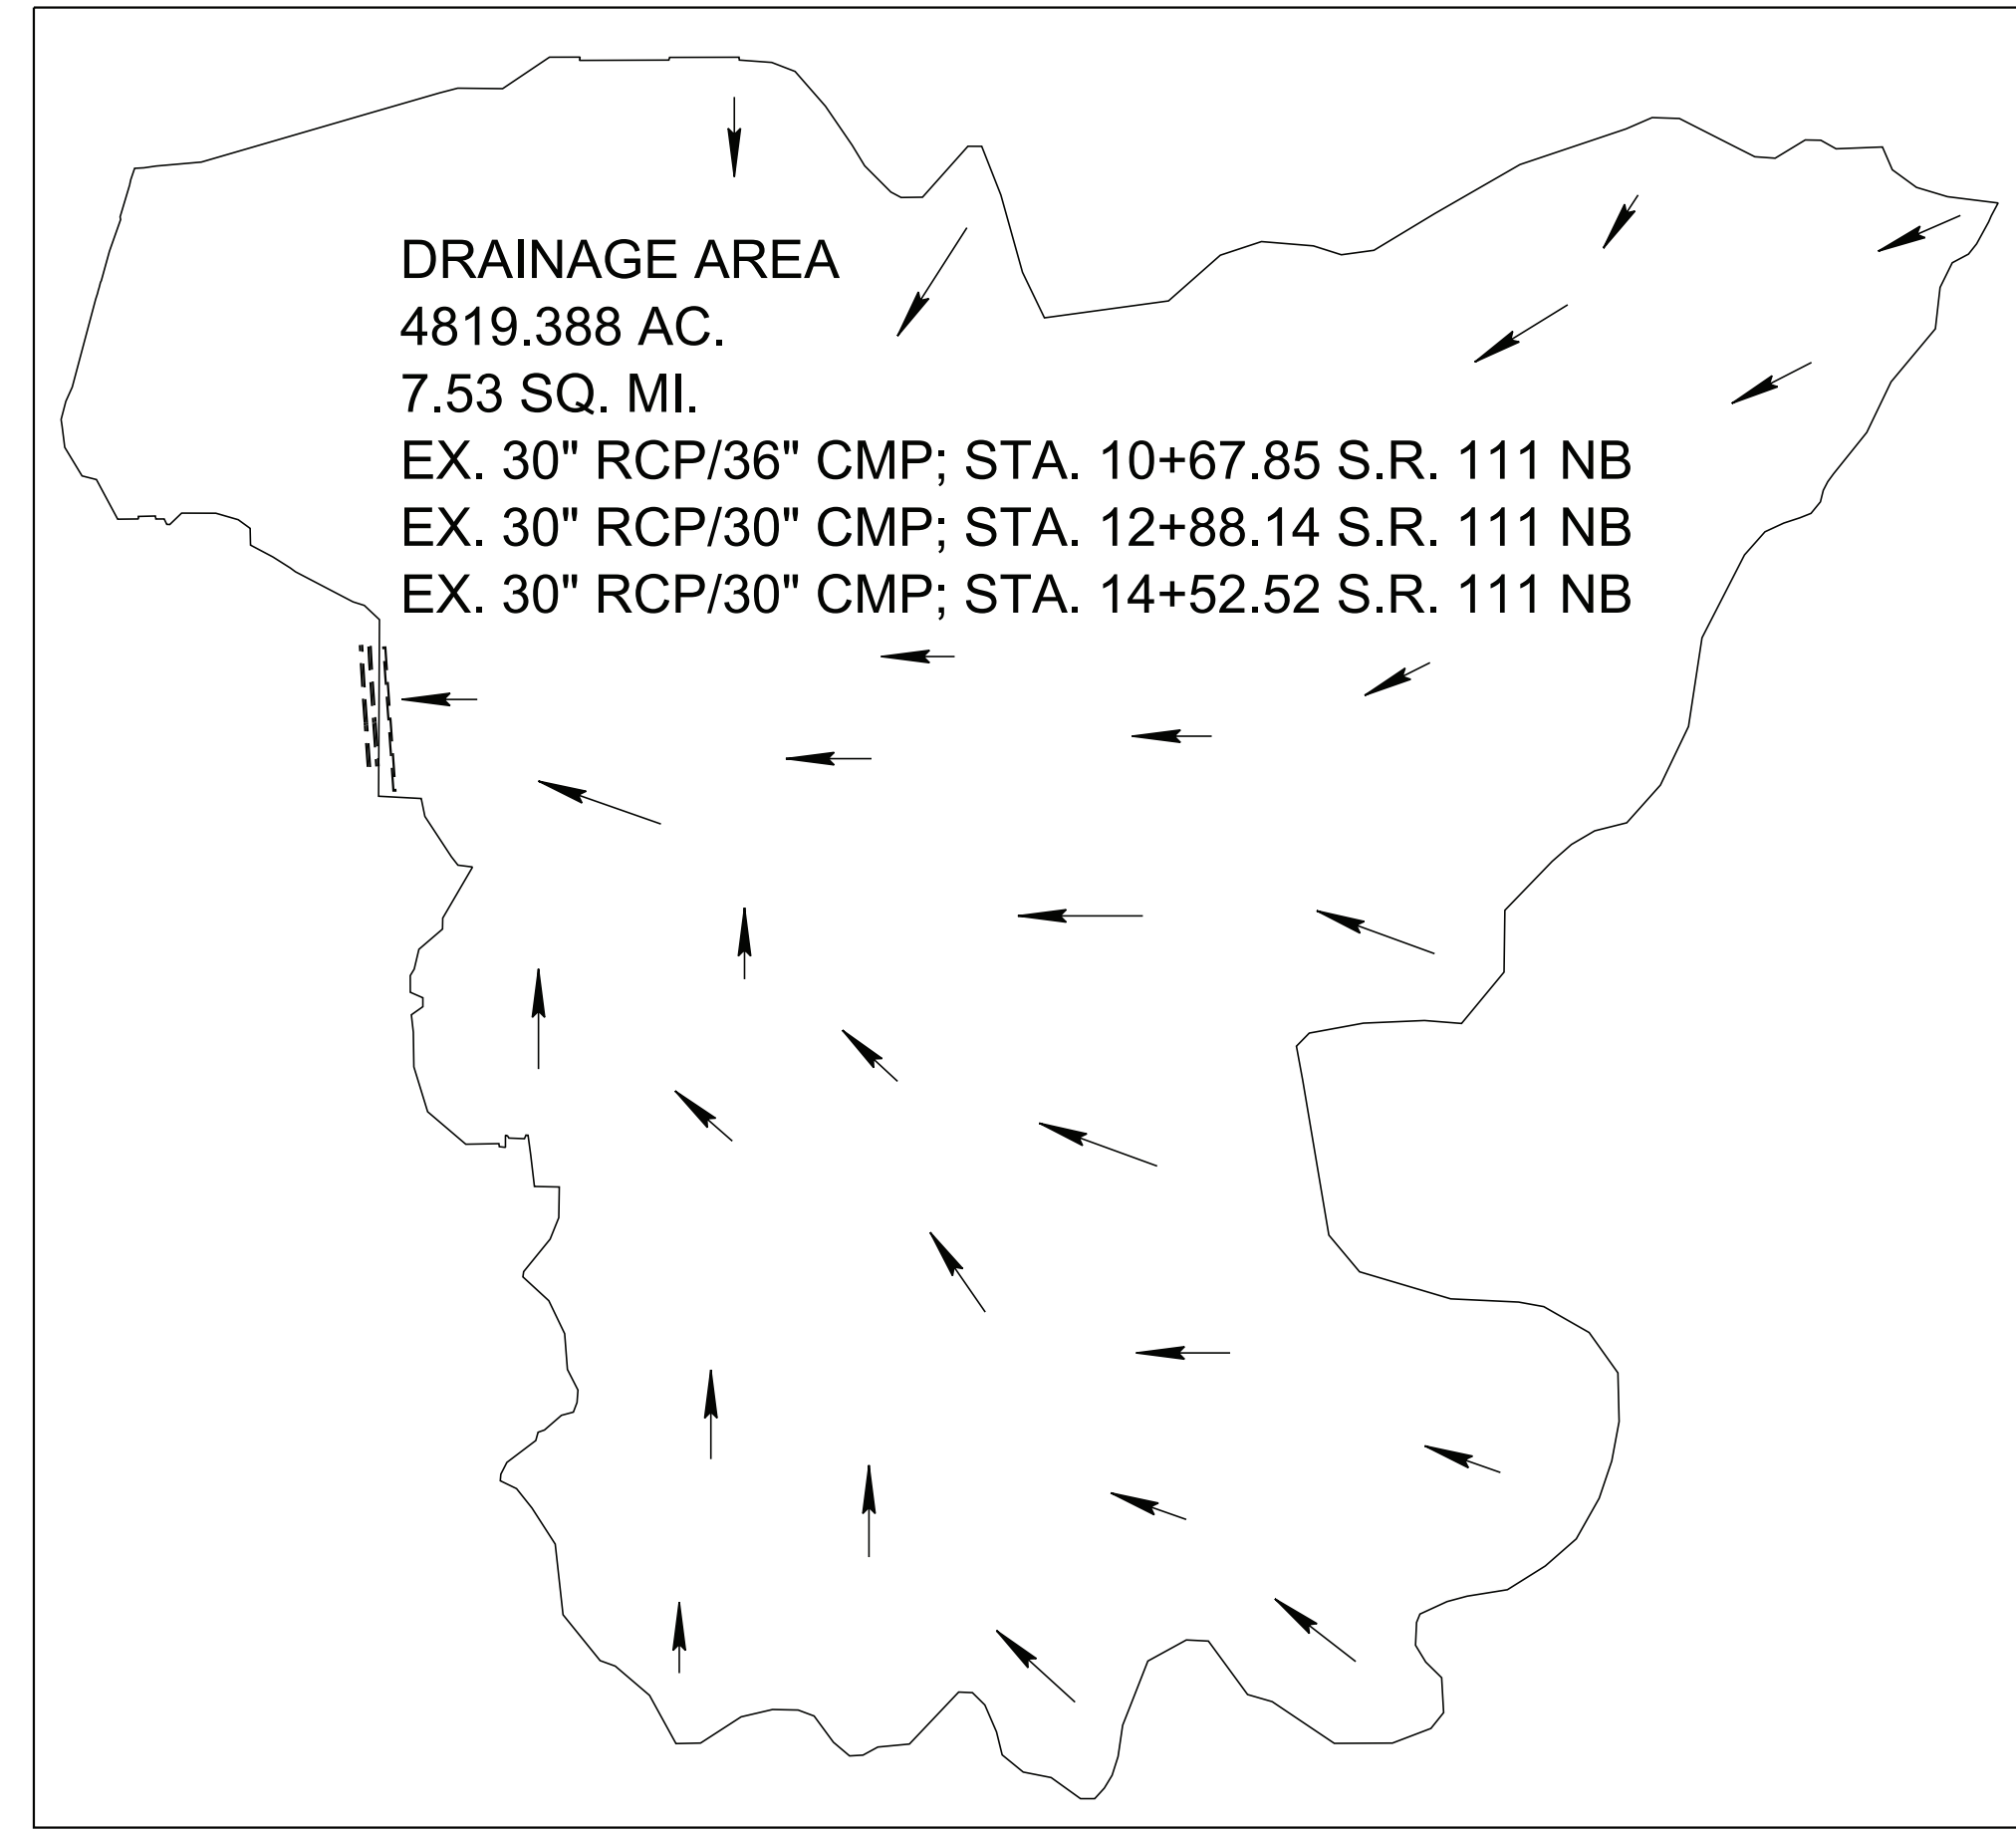 DRAINAGE AREA
4819.388 AC.
7.53 SQ. MI.
EX. 30" RCP/36" CMP; STA. 10+67.85 S.R. 111 NB
EX. 30" RCP/30" CMP; STA. 12+88.14 S.R. 111 NB
EX. 30" RCP/30" CMP; STA. 14+52.52 S.R. 111 NB